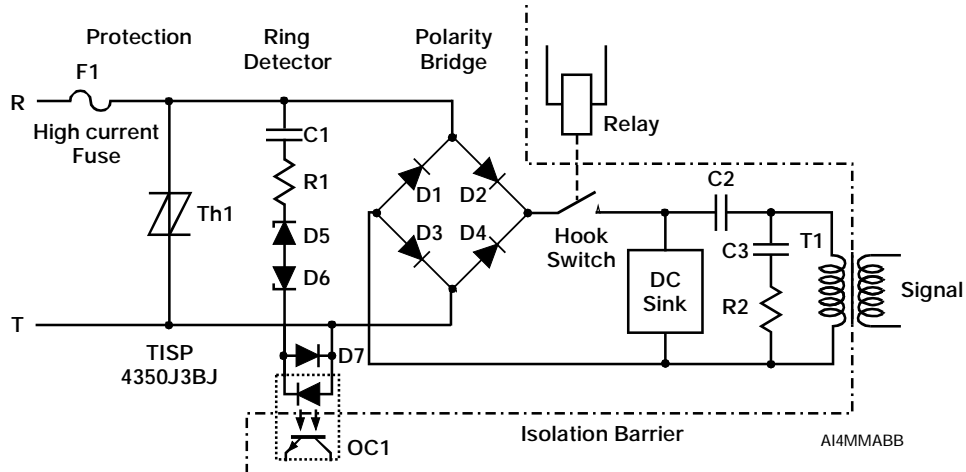 Protection
Ring
Detector
Polarity
Bridge
F1
R
High current
Fuse
Relay
C1
R1
Th1
D1
D2
D3
D4
D5
D6
C2
C3
T1
Hook
Switch
DC
Sink
R2
Signal
T
TISP
4350J3BJ
D7
OC1
Isolation Barrier
AI4MMABB